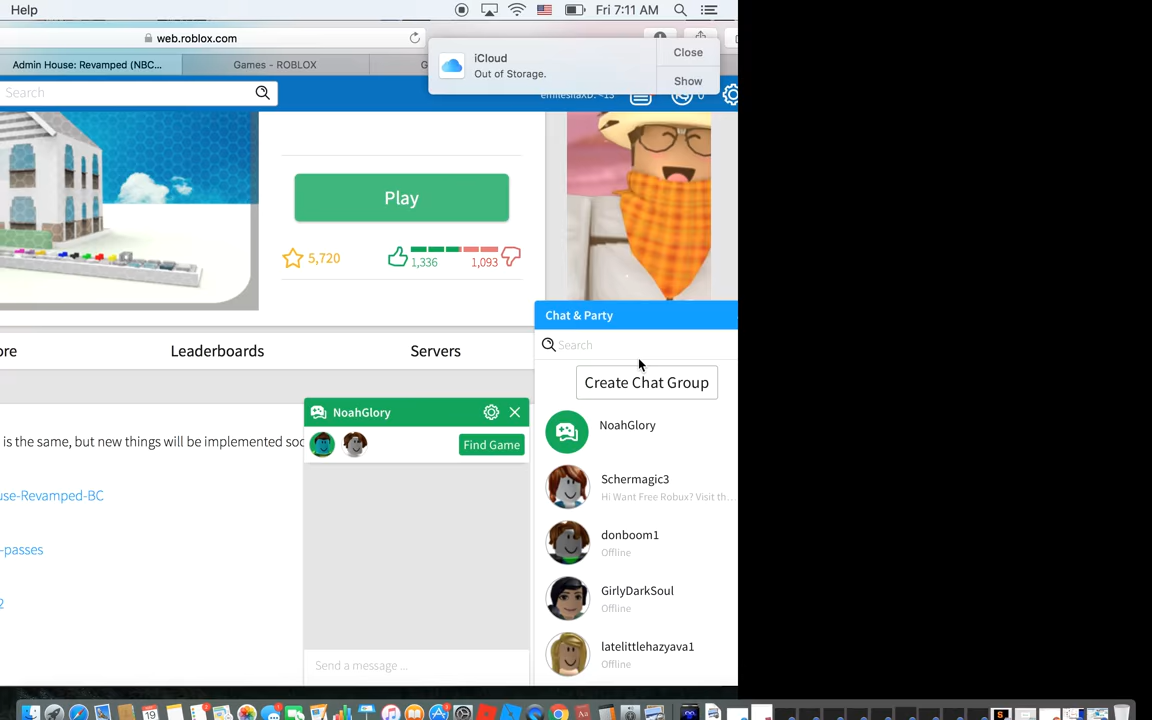 Help
Fri 7:11 AM
web.roblox.com
iCloud
Out of Storage.
Close
Show
Admin House: Revamped (NBC...
Games - ROBLOX
G
Search
0
Play
5,720
1,336
1,093
Chat & Party
Search
ore
Leaderboards
Servers
Create Chat Group
NoahGlory
NoahGlory
is the same, but new things will be implemented soo
Find Game
Schermagic3
Hi Want Free Robux? Visit th...
use-Revamped-BC
donboom1
Offline
-passes
GirlyDarkSoul
Offline
2
latelittlehazyava1
Offline
Send a message ...
19